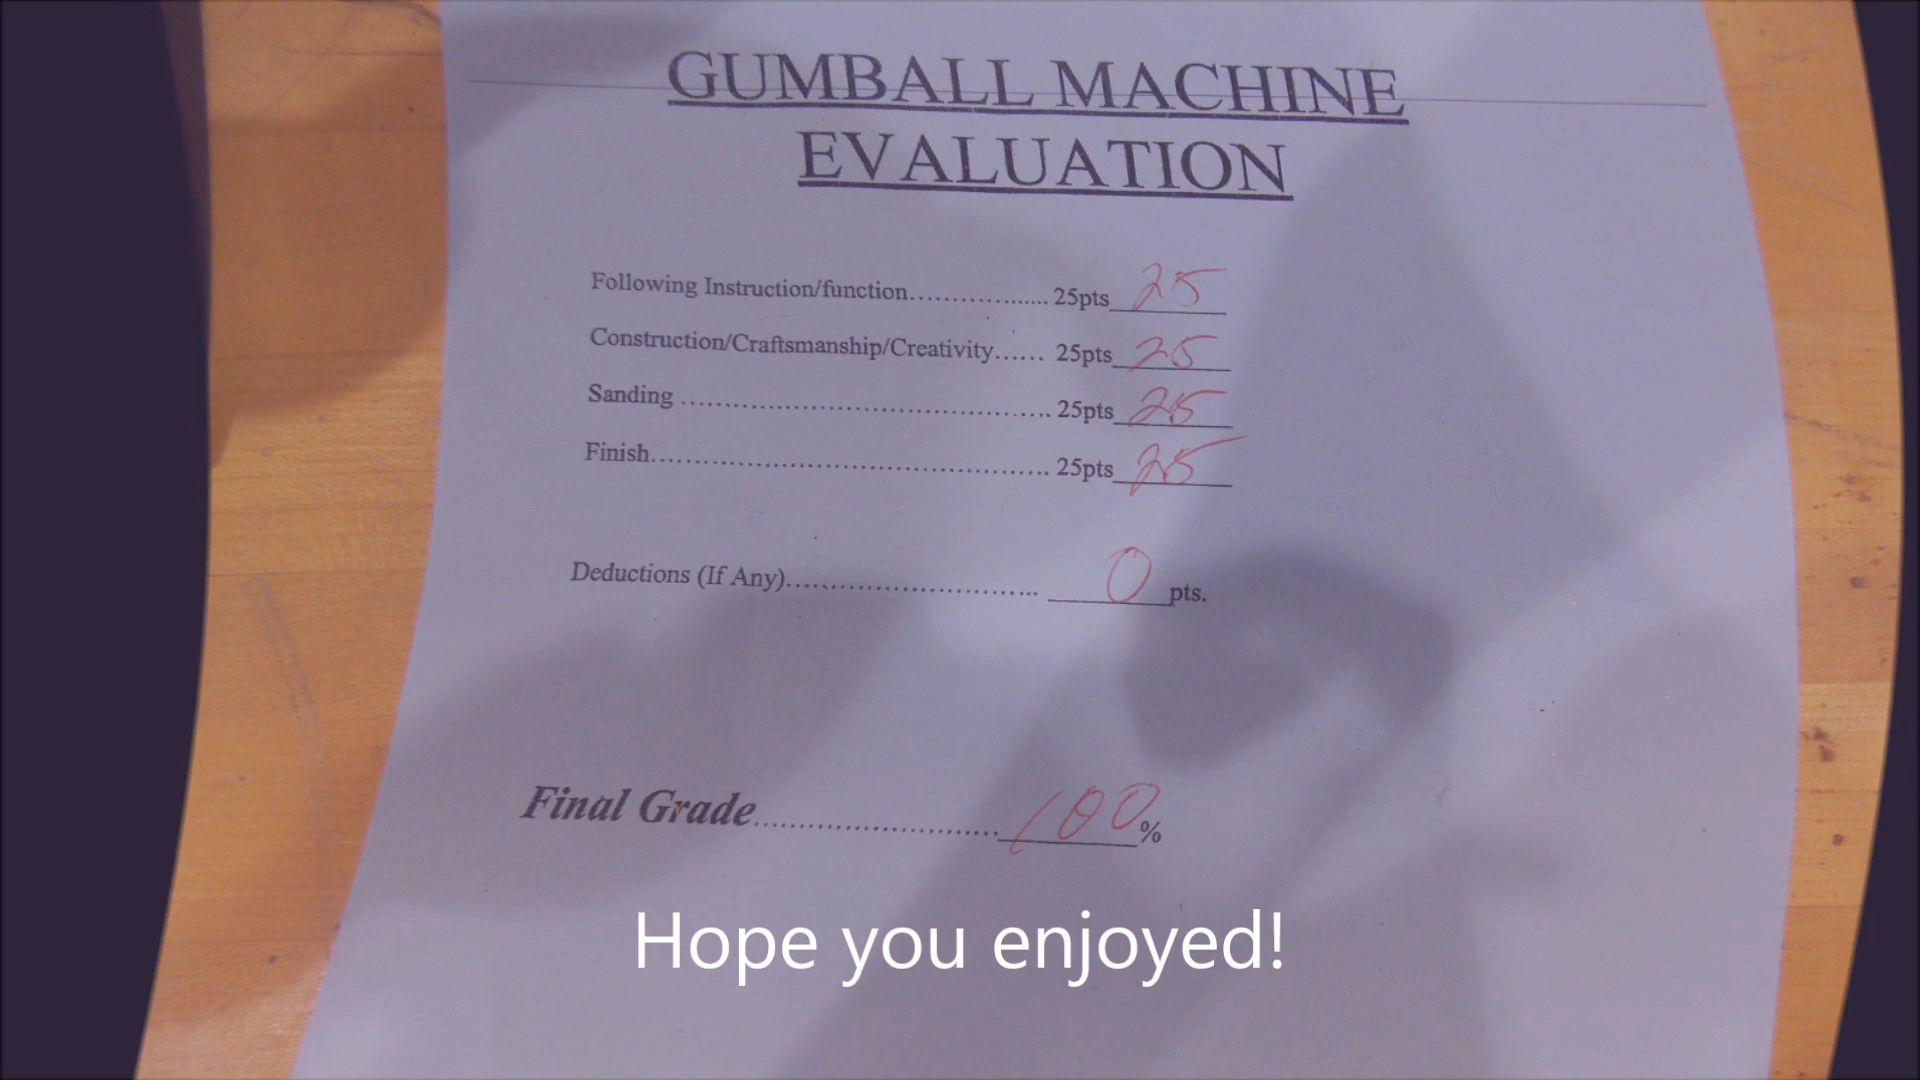 GUMBALL MACHINE
EVALUATION
Following Instruction/function.................... 25pts 25
Construction/Craftsmanship/Creativity...... 25pts 25
Sanding ................................................... 25pts 25
Finish....................................................... 25pts 25
Deductions (If Any)................................... 0 pts.
Final Grade.................................. 100%
Hope you enjoyed!